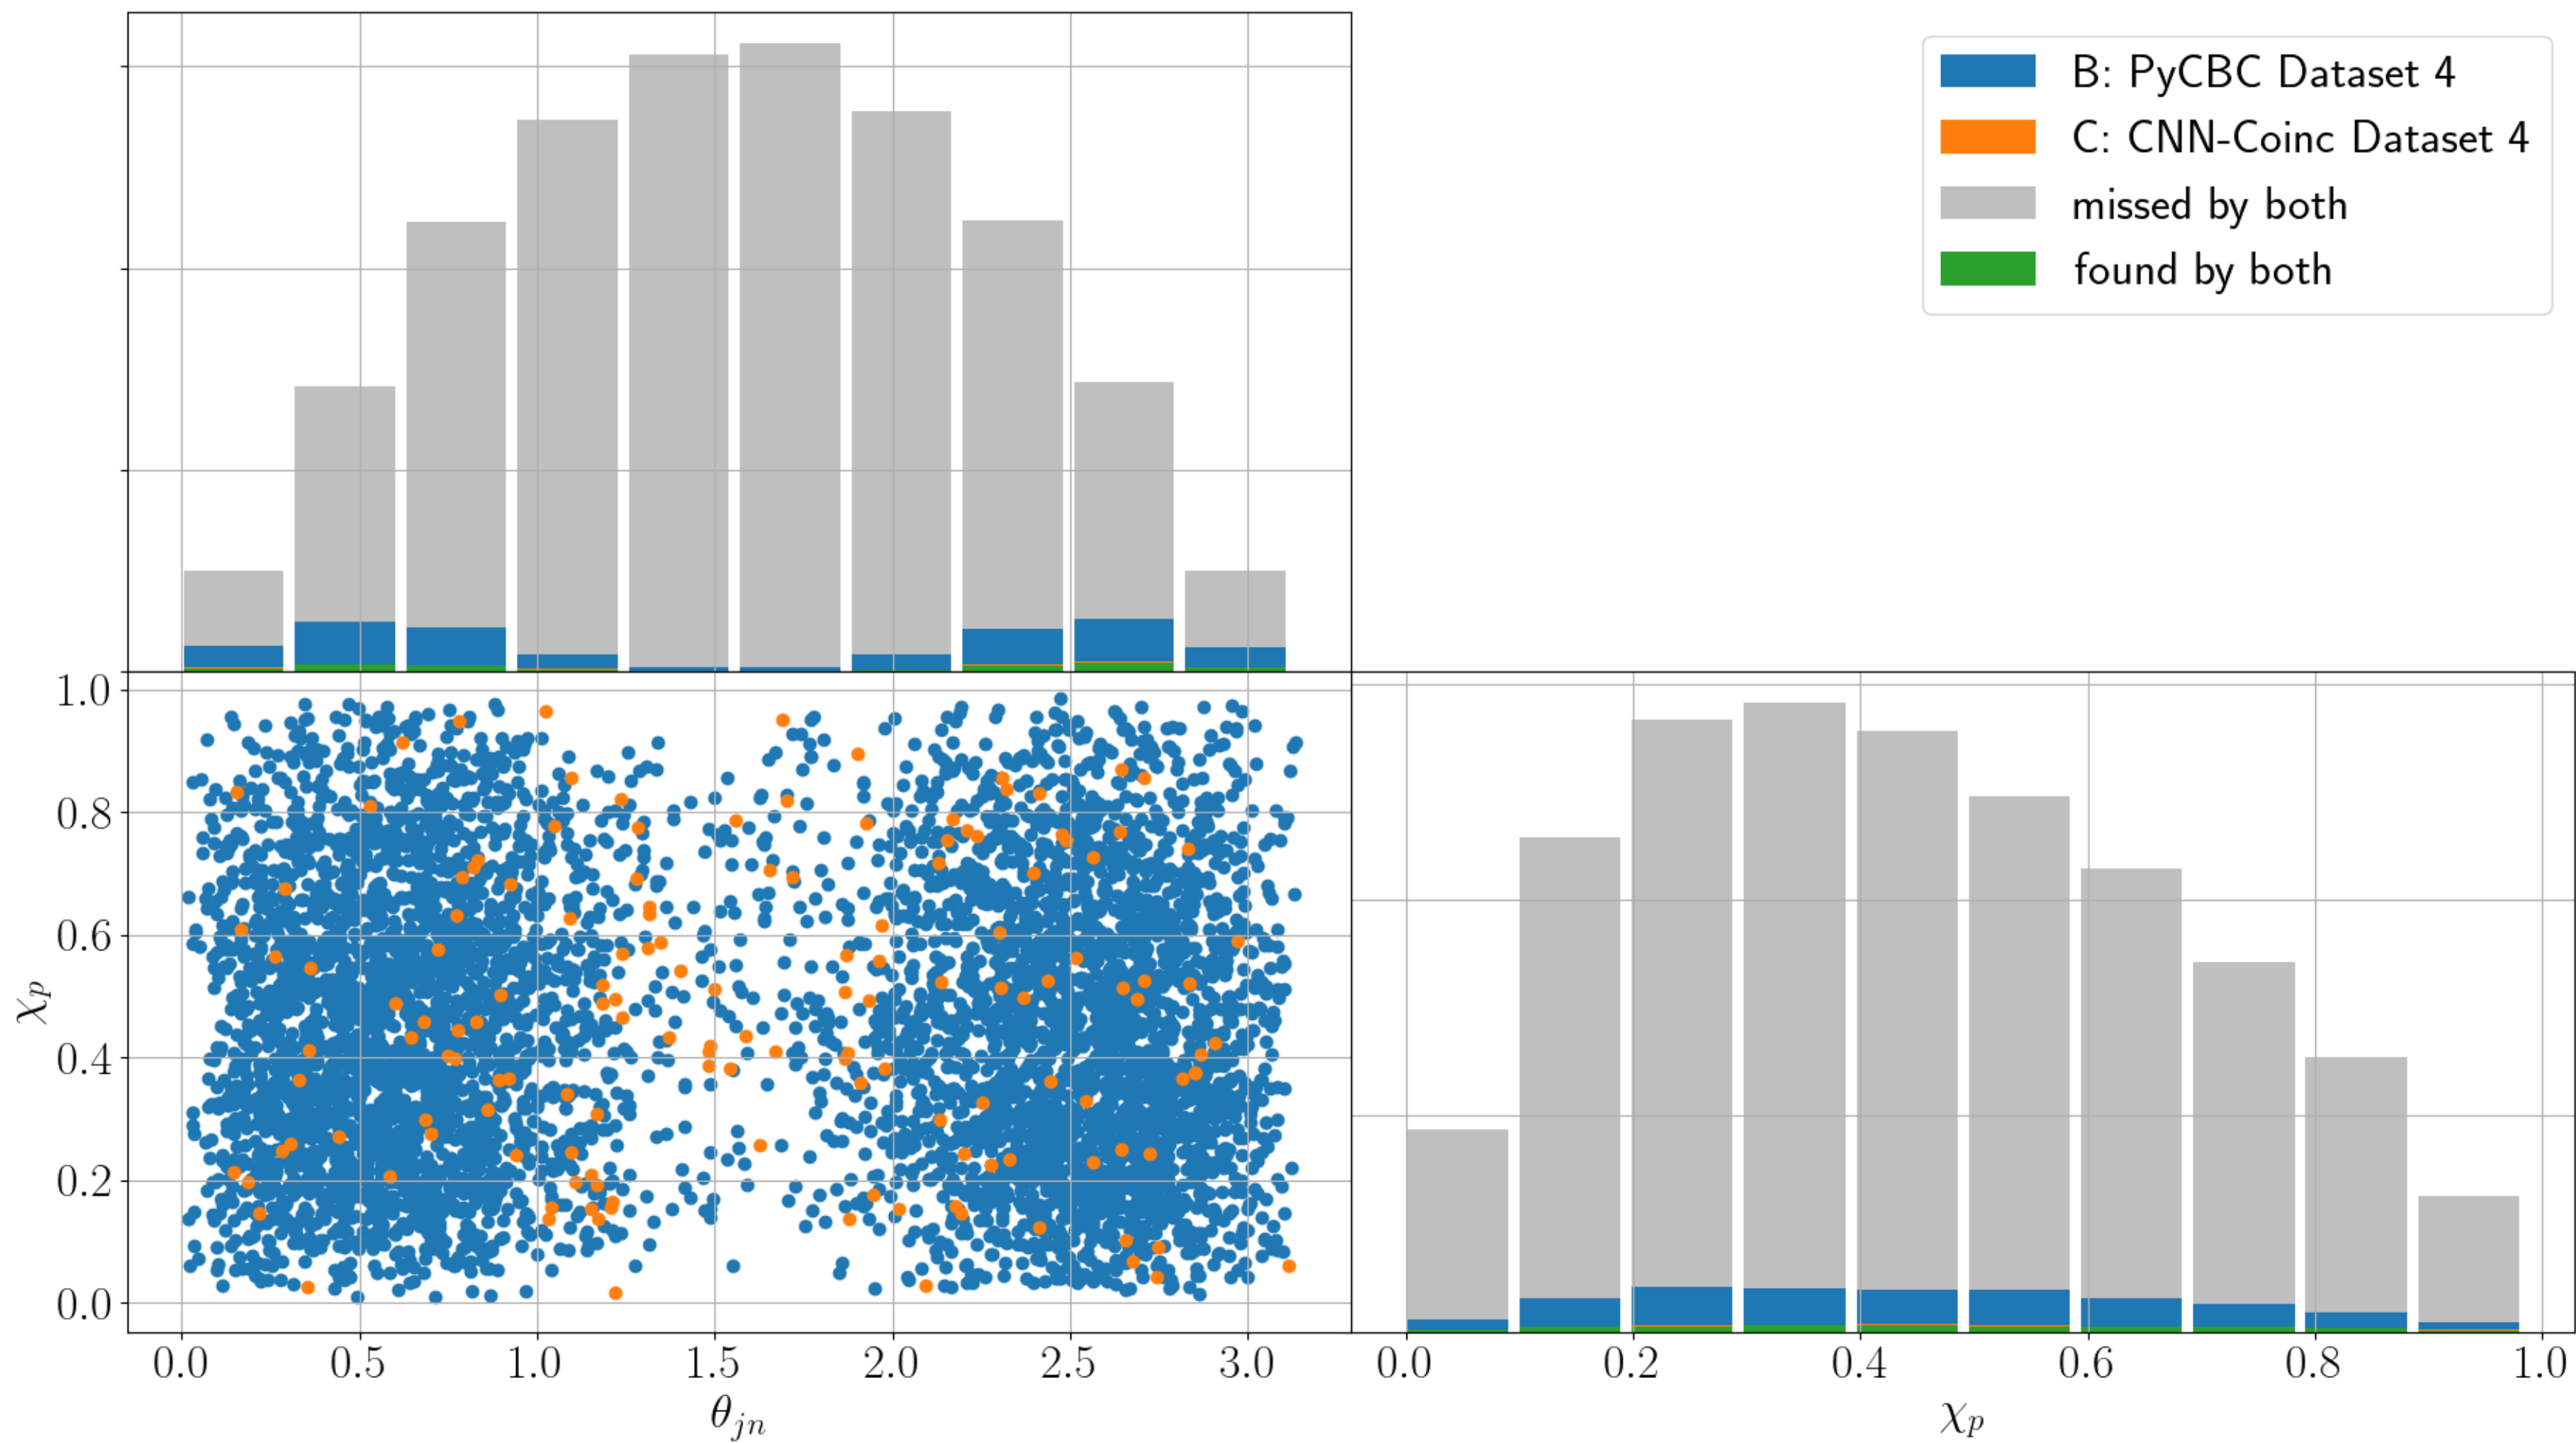 B: PyCBC Dataset 4
C: CNN-Coinc Dataset 4
missed by both
found by both
1.0
0.8
0.6
0.4
0.2
0.0
χp
0.0 0.5 1.0 1.5 2.0 2.5 3.0
θjn
0.0 0.2 0.4 0.6 0.8 1.0
χp